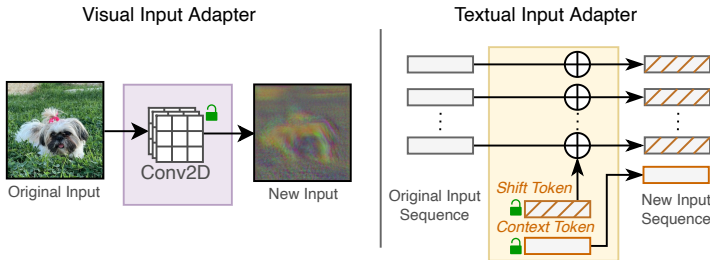 Visual Input Adapter
Textual Input Adapter
Conv2D
Original Input
New Input
Original Input
Sequence
Shift Token
Context Token
New Input
Sequence